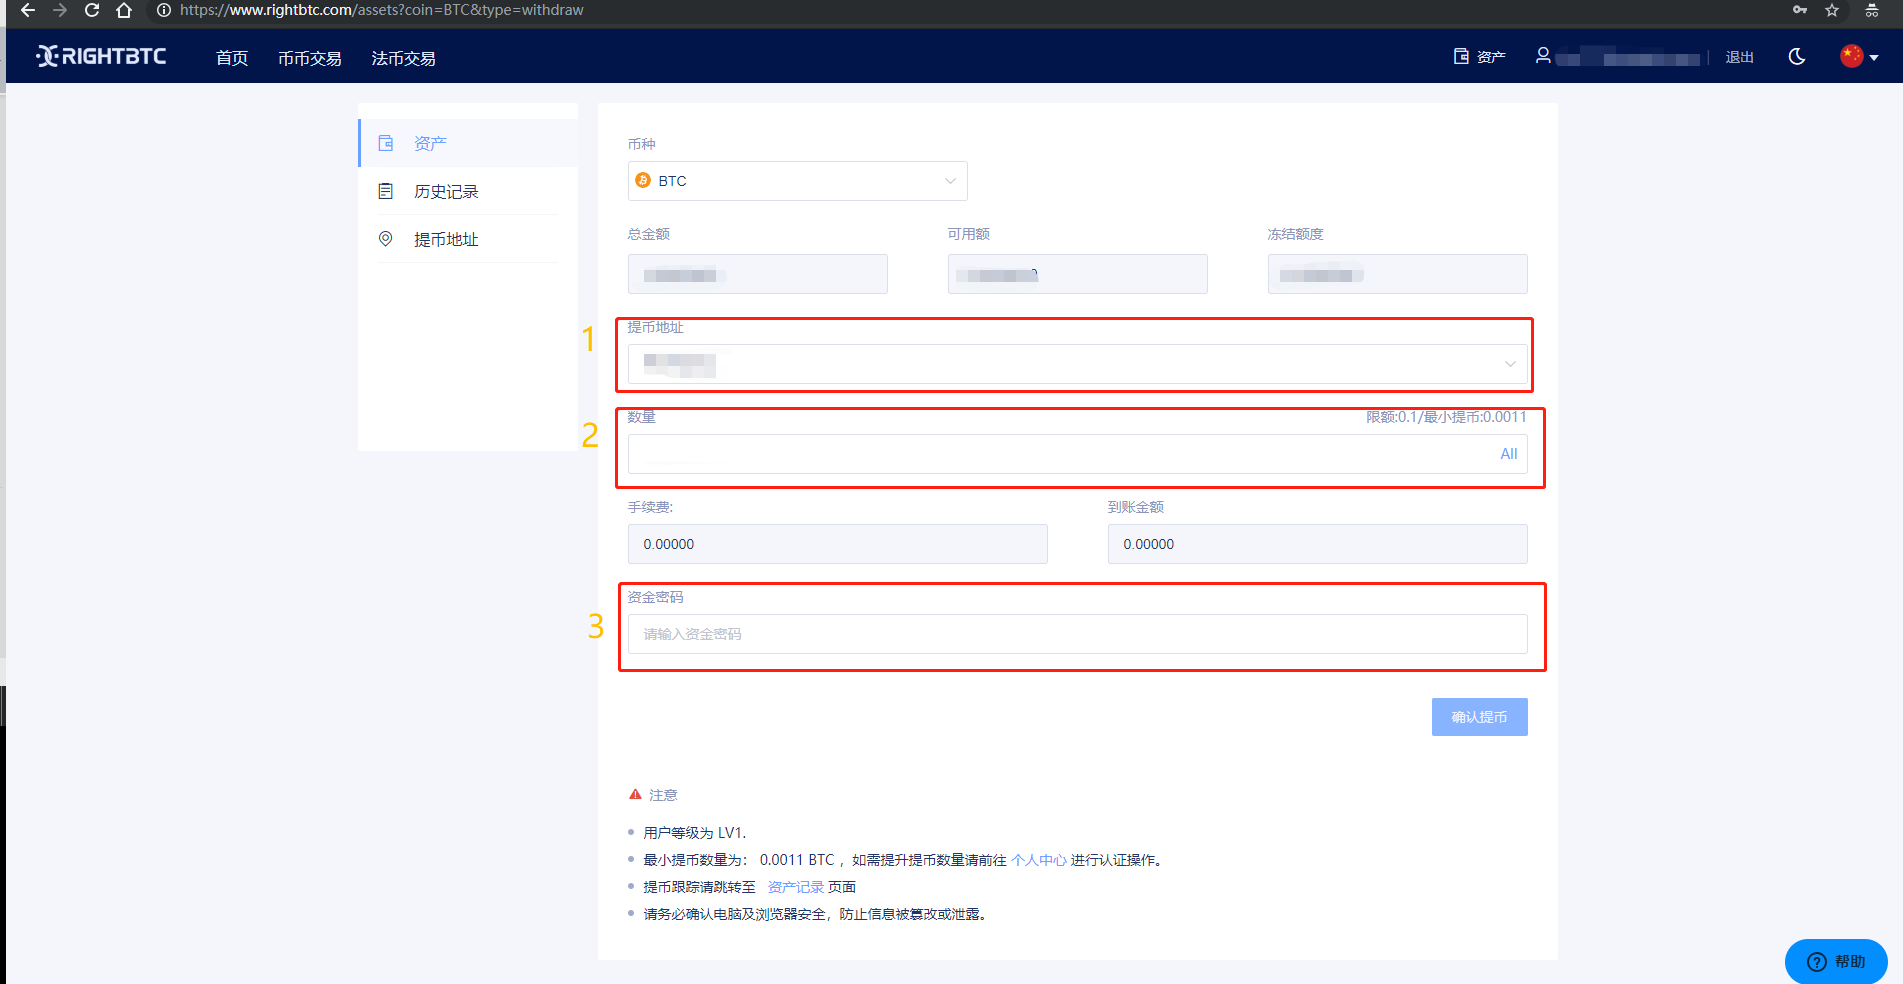 https://www.rightbtc.com/assets?coin=BTC&type=withdraw
RIGHTBTC
首页 币币交易 法币交易
资产 退出
资产
历史记录
提币地址
币种
BTC
总金额 可用额 冻结额度
1
提币地址
2
数量 限额:0.1/最小提币:0.0011
All
手续费: 到账金额
0.00000 0.00000
3
资金密码
请输入资金密码
确认提币
注意
用户等级为 LV1.
最小提币数量为： 0.0011 BTC ，如需提升提币数量请前往 个人中心 进行认证操作。
提币跟踪请跳转至 资产记录 页面
请务必确认电脑及浏览器安全，防止信息被篡改或泄露。
帮助